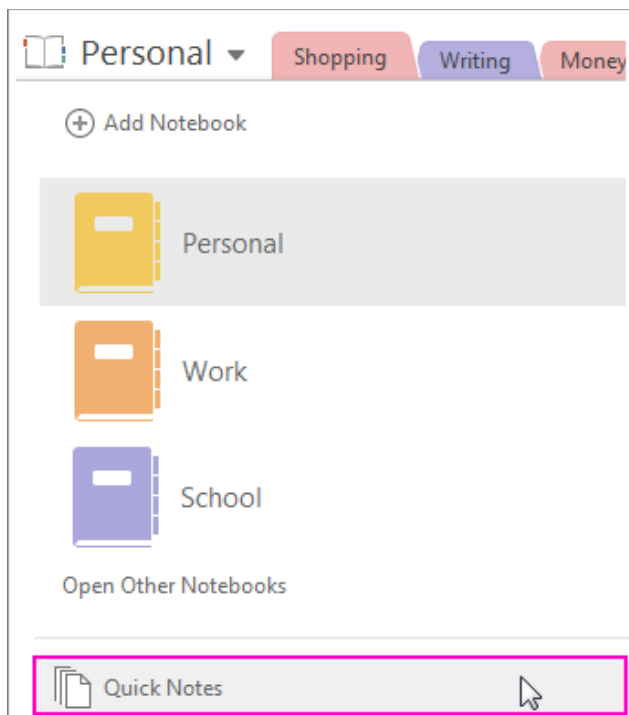 Personal Shopping Writing Money
Add Notebook
Personal
Work
School
Open Other Notebooks
Quick Notes